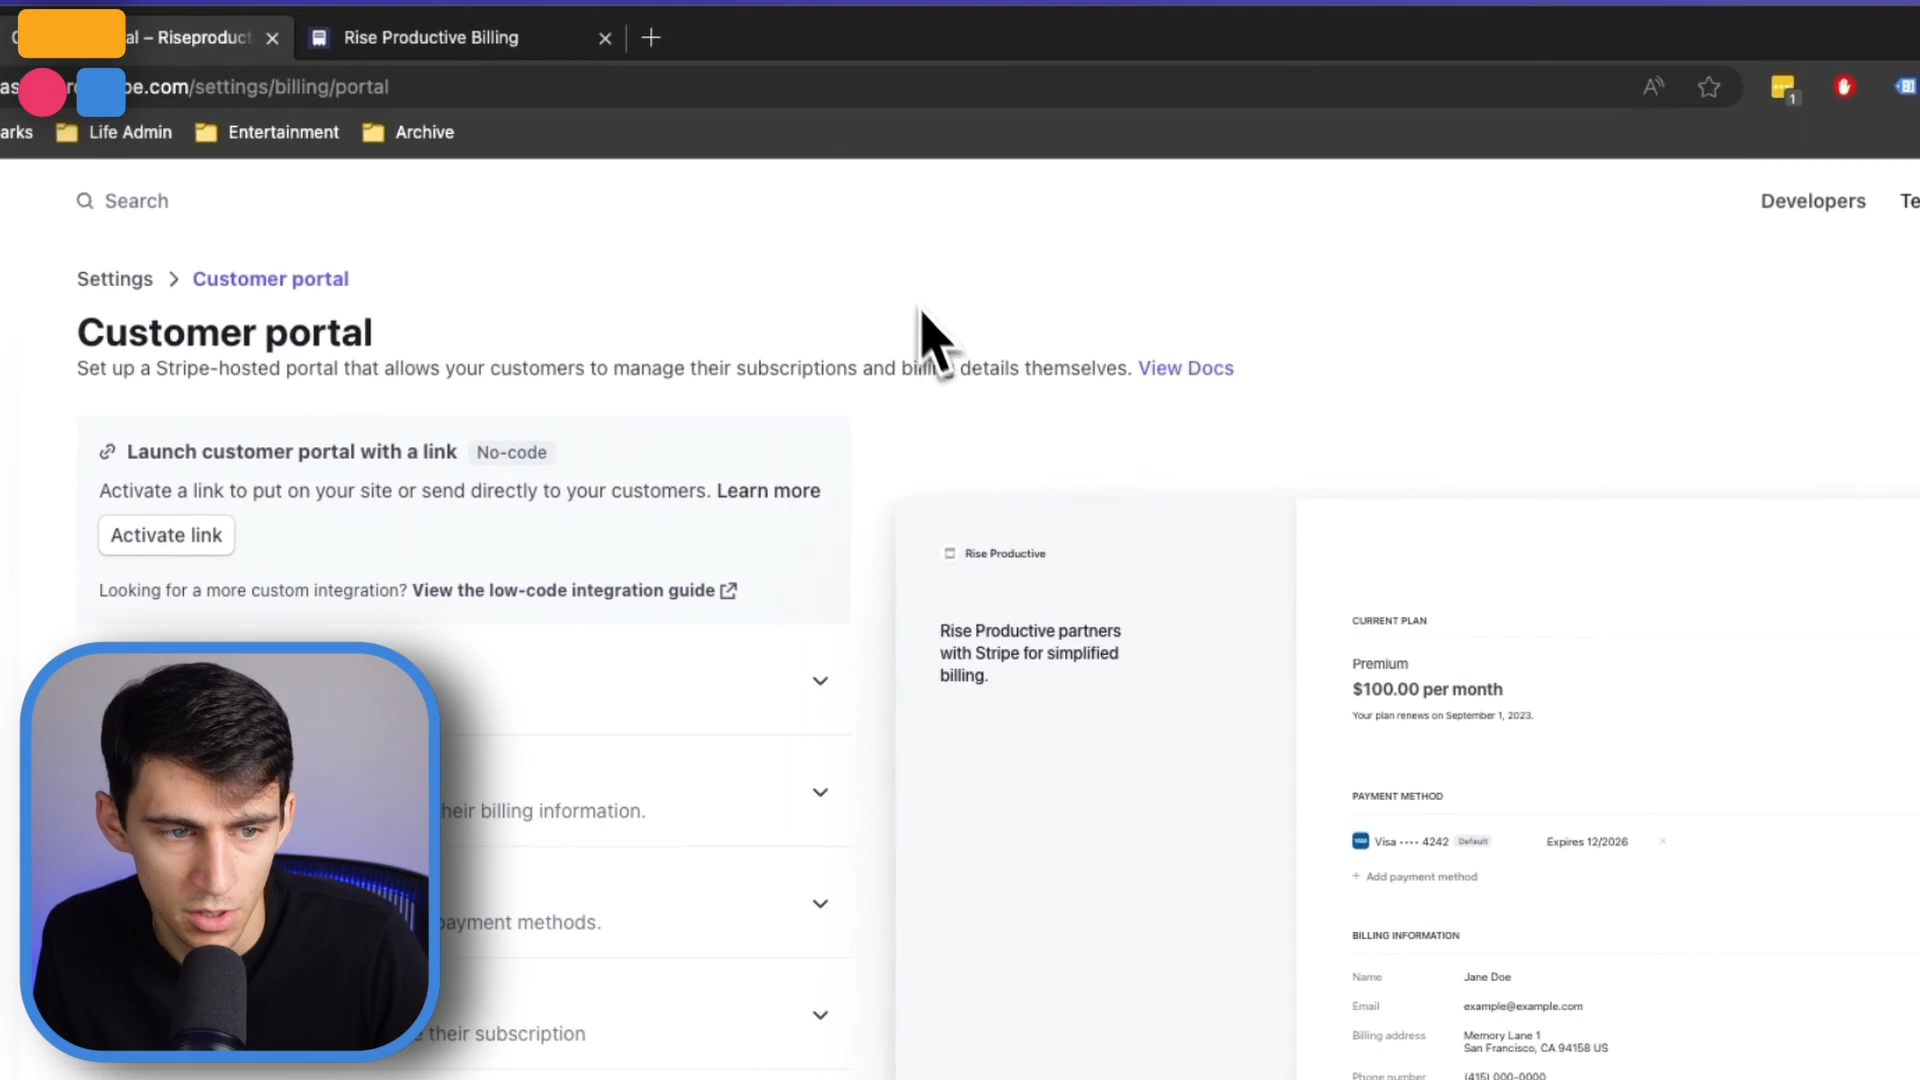 al – Riseproduct
Rise Productive Billing
be.com/settings/billing/portal
1
arks
Life Admin
Entertainment
Archive
Search
Developers
Te
Settings
Customer portal
Customer portal
Set up a Stripe-hosted portal that allows your customers to manage their subscriptions and details themselves. View Docs
Launch customer portal with a link
No-code
Activate a link to put on your site or send directly to your customers. Learn more
Activate link
Looking for a more custom integration? View the low-code integration guide
heir billing information.
payment methods.
their subscription
Rise Productive
Rise Productive partners
with Stripe for simplified
billing.
CURRENT PLAN
Premium
$100.00 per month
Your plan renews on September 1, 2023.
PAYMENT METHOD
VISA
Visa •••• 4242
Default
Expires 12/2026
+ Add payment method
BILLING INFORMATION
Name
Jane Doe
Email
example@example.com
Billing address
Memory Lane 1
San Francisco, CA 94158 US
Phone number
(415) 000-0000